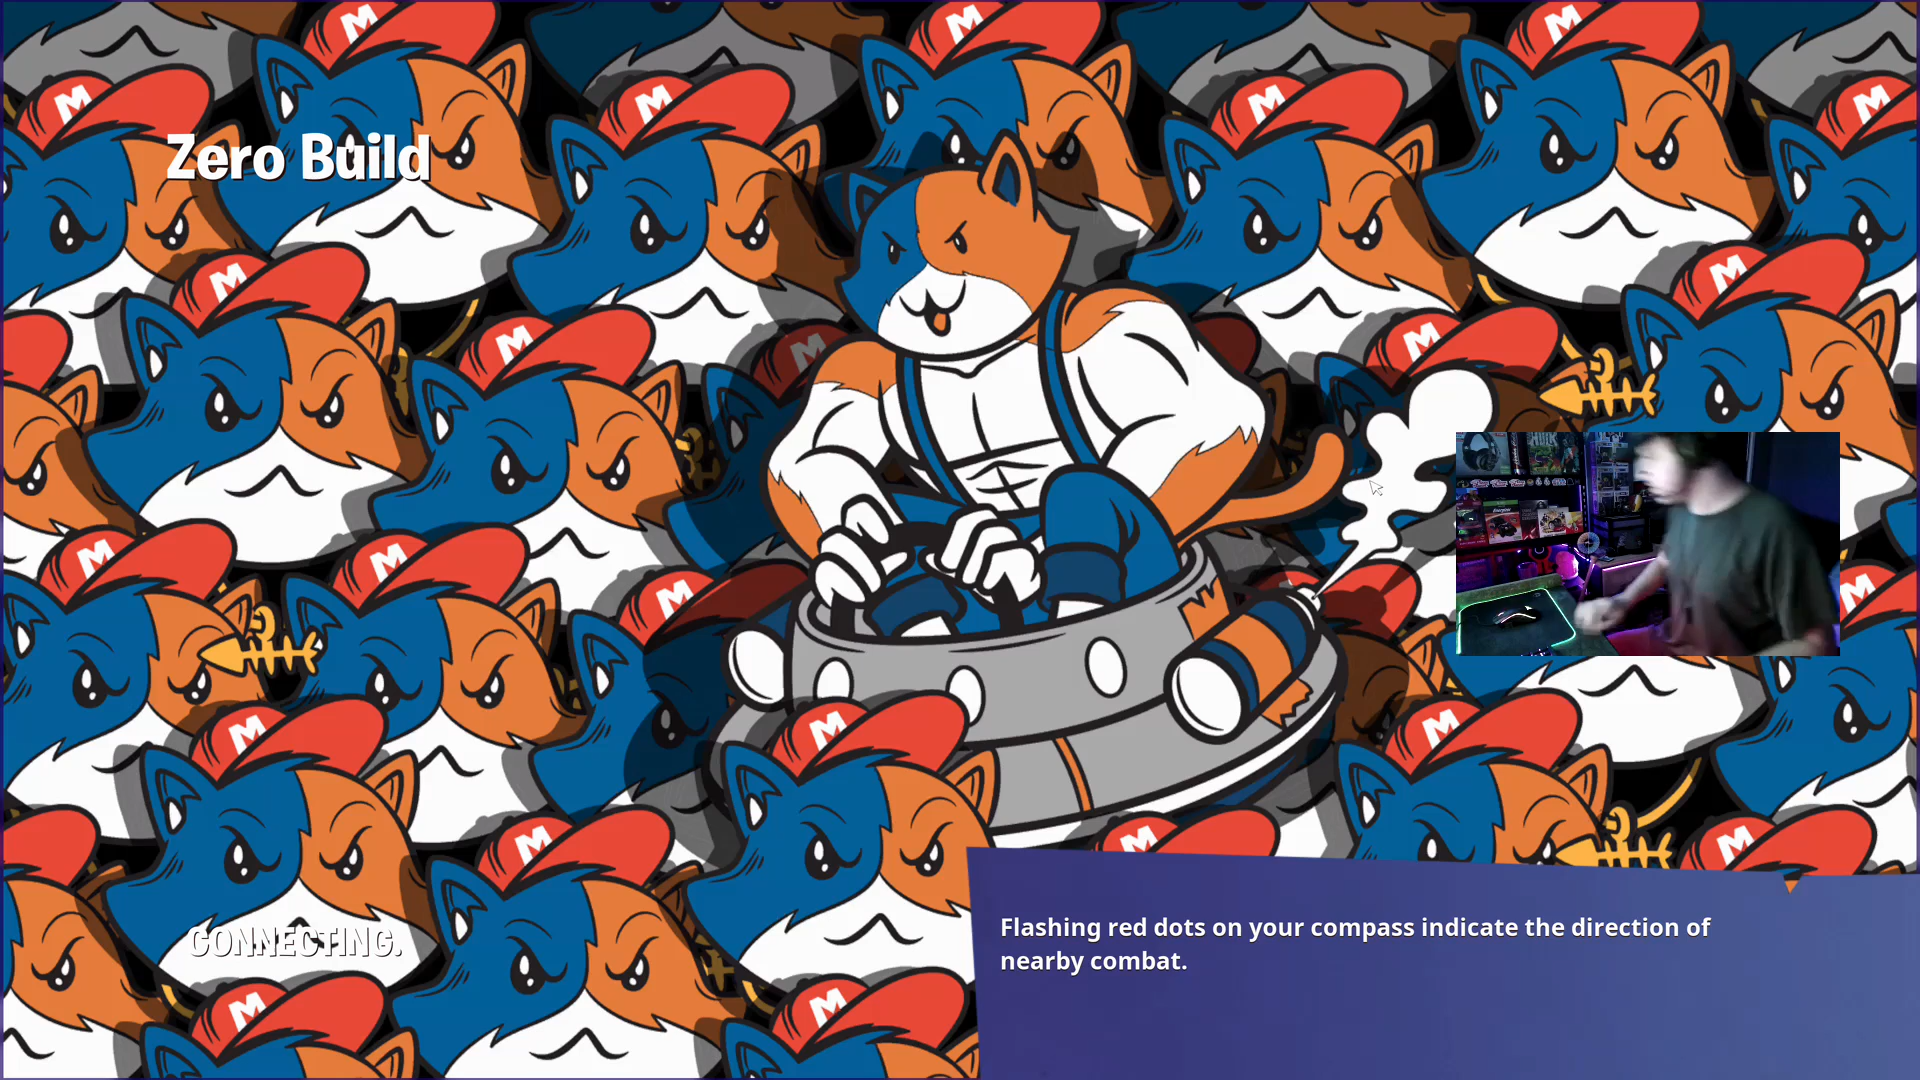 Zero Build
CONNECTING.
Flashing red dots on your compass indicate the direction of
nearby combat.